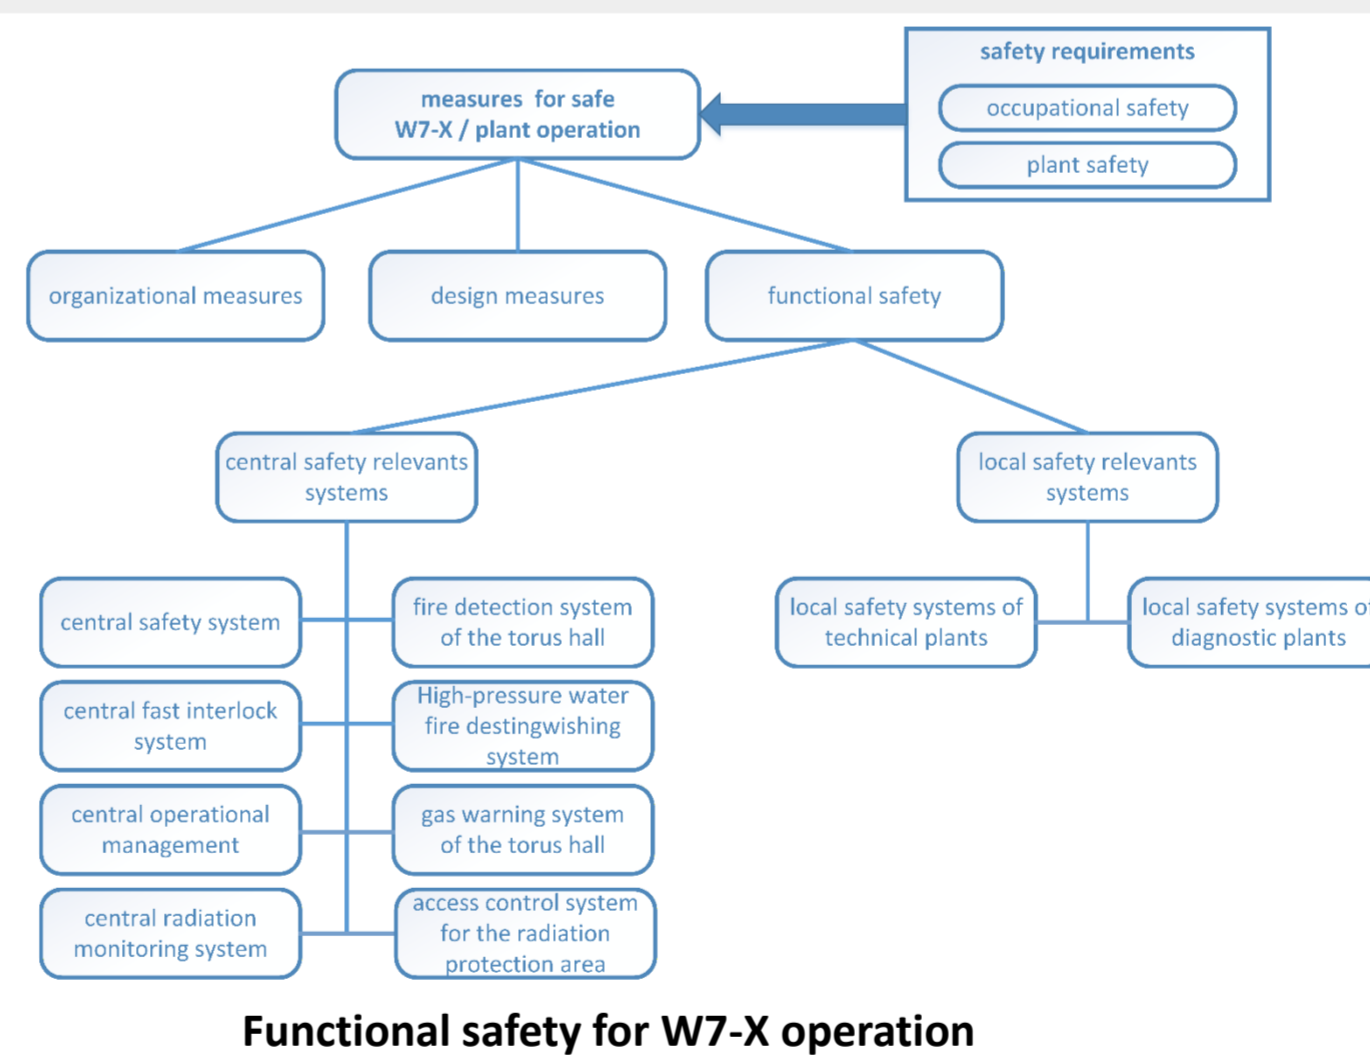 safety requirements
occupational safety
plant safety
measures for safe
W7-X / plant operation
organizational measures
design measures
functional safety
central safety relevants
systems
local safety relevants
systems
central safety system
fire detection system
of the torus hall
local safety systems of
technical plants
local safety systems of
diagnostic plants
central fast interlock
system
High-pressure water
fire destingwishing
system
central operational
management
gas warning system
of the torus hall
central radiation
monitoring system
access control system
for the radiation
protection area
Functional safety for W7-X operation